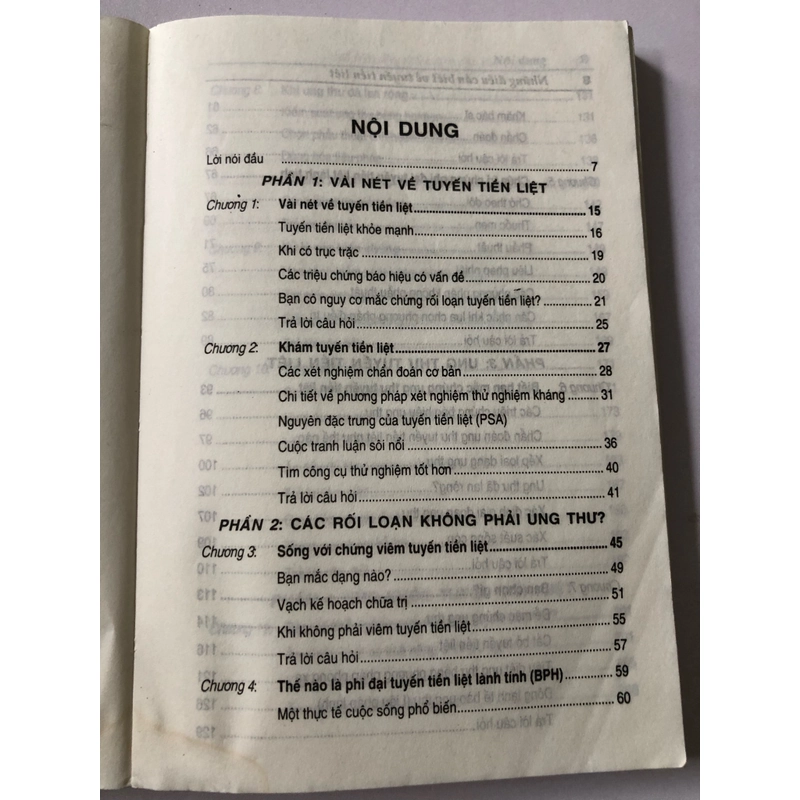 NỘI DUNG
Lời nói đầu ........ 7
PHẦN 1: VÀI NÉT VỀ TUYẾN TIỀN LIỆT
Chương 1: Vài nét về tuyến tiền liệt ........ 15
Tuyến tiền liệt khỏe mạnh ........ 16
Khi có trục trặc ........ 19
Các triệu chứng báo hiệu có vấn đề ........ 20
Bạn có nguy cơ mắc chứng rối loạn tuyến tiền liệt? ........ 21
Trả lời câu hỏi ........ 25
Chương 2: Khám tuyến tiền liệt ........ 27
Các xét nghiệm chẩn đoán cơ bản ........ 28
Chi tiết về phương pháp xét nghiệm thử nghiệm kháng ... 31
Nguyên đặc trưng của tuyến tiền liệt (PSA)
Cuộc tranh luận sôi nổi ........ 36
Tìm công cụ thử nghiệm tốt hơn ........ 40
Trả lời câu hỏi ........ 41
PHẦN 2: CÁC RỐI LOẠN KHÔNG PHẢI UNG THƯ?
Chương 3: Sống với chứng viêm tuyến tiền liệt ........ 45
Bạn mắc dạng nào? ........ 49
Vạch kế hoạch chữa trị ........ 51
Khi không phải viêm tuyến tiền liệt ........ 55
Trả lời câu hỏi ........ 57
Chương 4: Thế nào là phì đại tuyến tiền liệt lành tính (BPH) ........ 59
Một thực tế cuộc sống phổ biến ........ 60